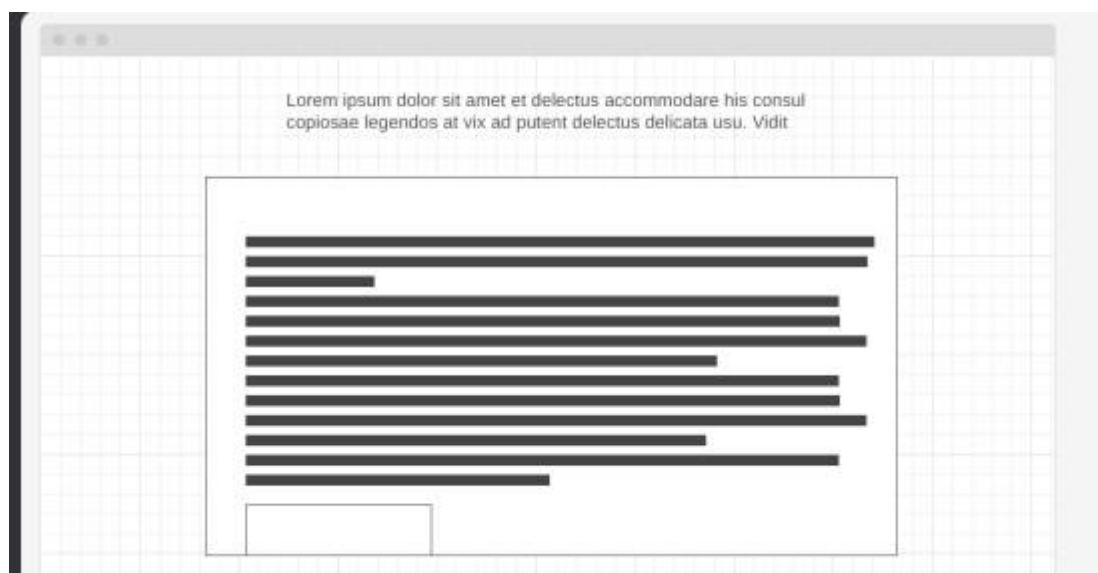 Lorem ipsum dolor sit amet et delectus accommodare his consul
copiosae legendos at vix ad putent delectus delicata usu. Vidit